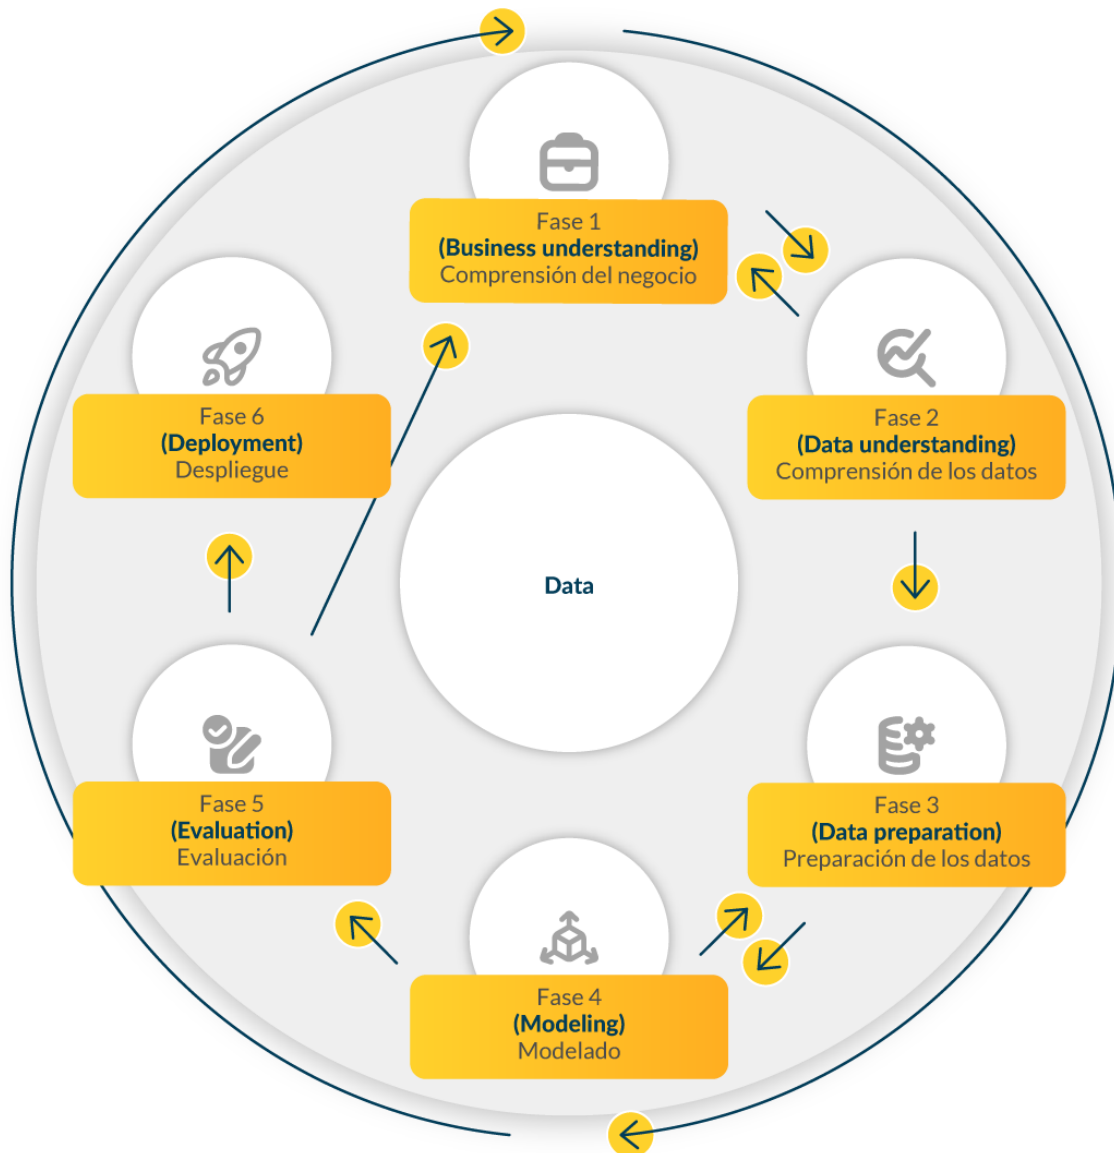 Fase 1
(Business understanding)
Comprensión del negocio
Fase 2
(Data understanding)
Comprensión de los datos
Fase 3
(Data preparation)
Preparación de los datos
Fase 4
(Modeling)
Modelado
Fase 5
(Evaluation)
Evaluación
Fase 6
(Deployment)
Despliegue
Data